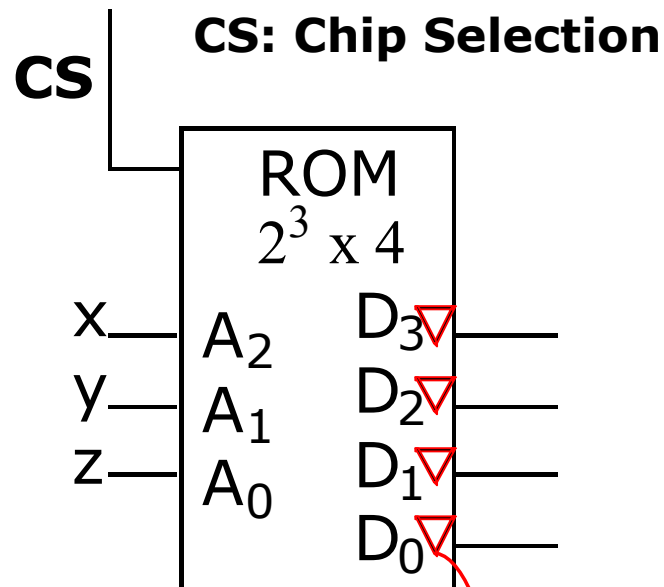 CS: Chip Selection
CS
ROM
2³ x 4
x A₂ D₃
y A₁ D₂
z A₀ D₁
D₀